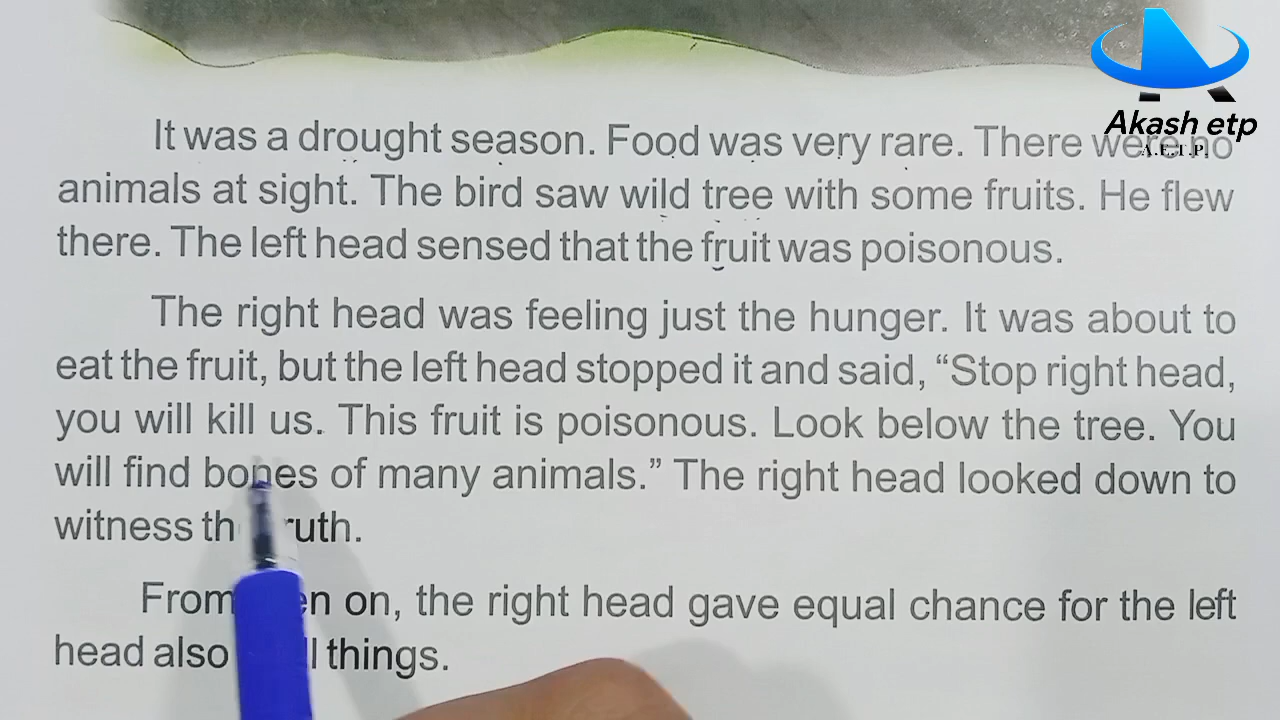 Akash etp
A.E.T.P.
It was a drought season. Food was very rare. There were no
animals at sight. The bird saw wild tree with some fruits. He flew
there. The left head sensed that the fruit was poisonous.
The right head was feeling just the hunger. It was about to
eat the fruit, but the left head stopped it and said, “Stop right head,
you will kill us. This fruit is poisonous. Look below the tree. You
will find bones of many animals.” The right head looked down to
witness the truth.
From then on, the right head gave equal chance for the left
head also things.